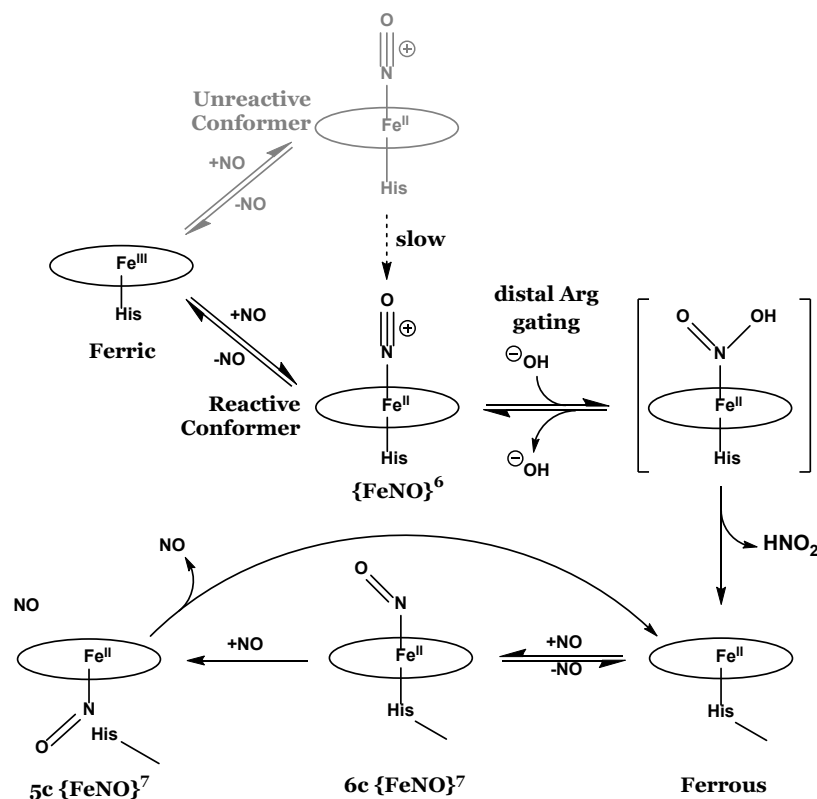 O
⊕
N
Unreactive
Conformer
Fe^II
+NO
-NO
His
slow
Fe^III
His
Ferric
+NO
-NO
O
⊕
N
distal Arg
gating
⊖OH
O
OH
N
Reactive
Conformer
Fe^II
His
{FeNO}^6
⊖OH
Fe^II
His
HNO₂
NO
NO
O
N
Fe^II
+NO
Fe^II
+NO
-NO
Fe^II
N
O
His
His
His
5c {FeNO}^7
6c {FeNO}^7
Ferrous